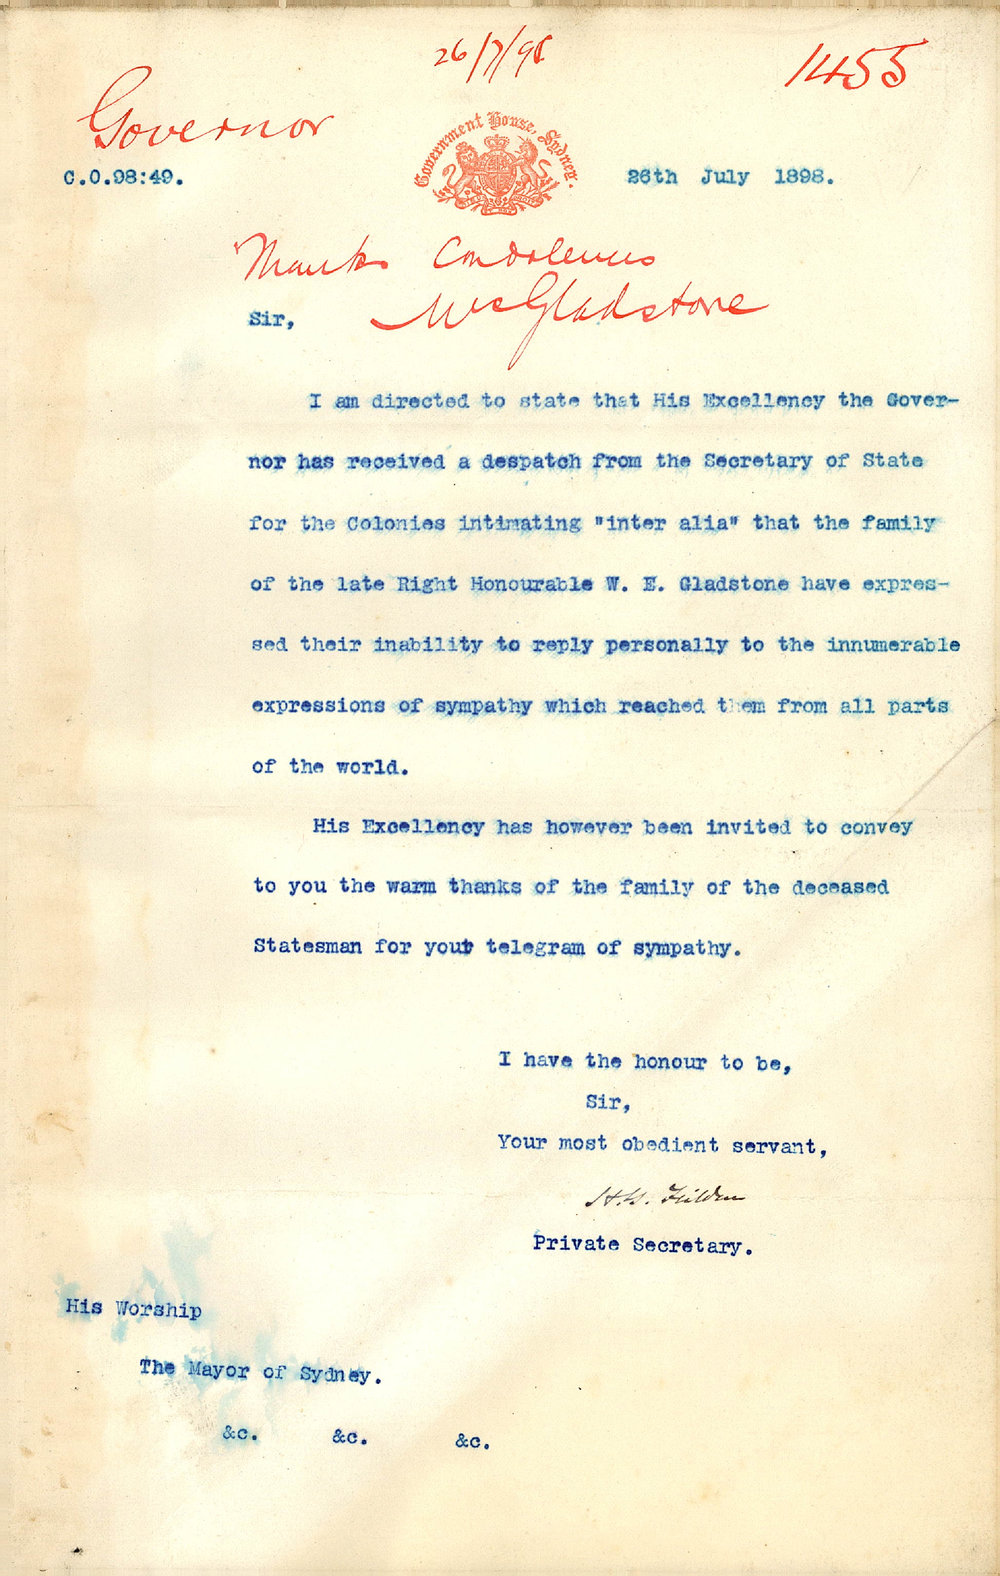 26/7/98
1455
Governor
Government House, Sydney.
C.O.98:49.
26th July 1898.
Thanks Condolences
Sir,
Gladstone
I am directed to state that His Excellency the Gover-
nor has received a despatch from the Secretary of State
for the Colonies intimating "inter alia" that the family
of the late Right Honourable W. E. Gladstone have expres-
sed their inability to reply personally to the innumerable
expressions of sympathy which reached them from all parts
of the world.
His Excellency has however been invited to convey
to you the warm thanks of the family of the deceased
Statesman for your telegram of sympathy.
I have the honour to be,
Sir,
Your most obedient servant,
Private Secretary.
His Worship
The Mayor of Sydney.
&c. &c. &c.